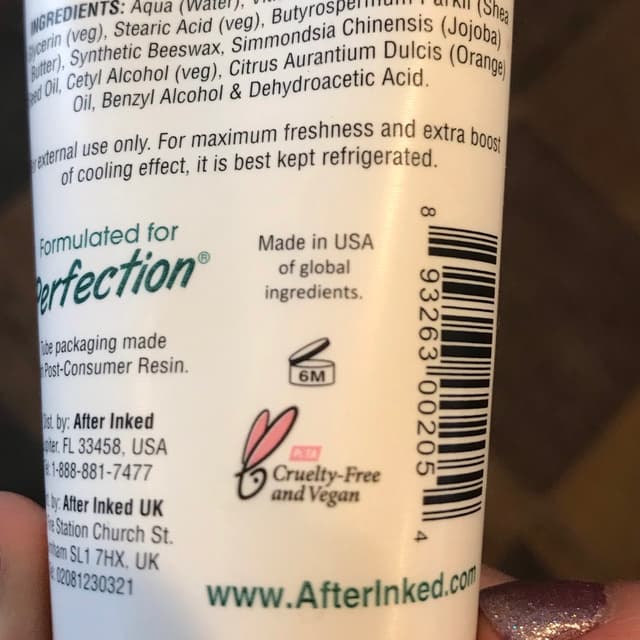 INGREDIENTS: Aqua (Water),
(veg), Stearic Acid (veg), Butyrospermum Parkii (Shea
Butter), Synthetic Beeswax, Simmondsia Chinensis (Jojoba)
Seed Oil, Cetyl Alcohol (veg), Citrus Aurantium Dulcis (Orange)
Oil, Benzyl Alcohol & Dehydroacetic Acid.
external use only. For maximum freshness and extra boost
of cooling effect, it is best kept refrigerated.
Formulated for
Perfection®
Tube packaging made
Post-Consumer Resin.
Dist. by: After Inked
FL 33458, USA
1-888-881-7477
by: After Inked UK
Station Church St.
SL1 7HX, UK
02081230321
Made in USA
of global
ingredients.
6M
PETA
Cruelty-Free
and Vegan
8 93263 00205 4
www.AfterInked.com